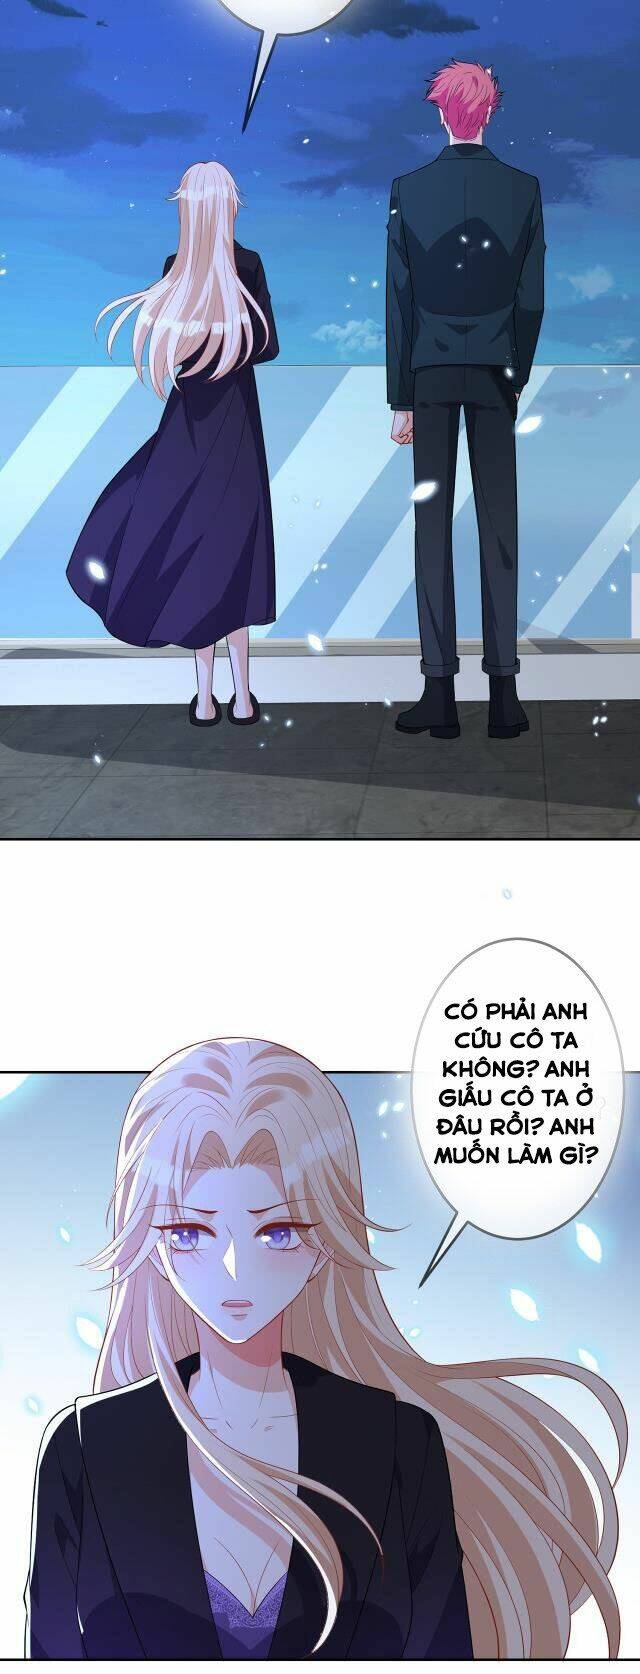 CÓ PHẢI ANH
CỨU CÔ TA
KHÔNG? ANH
GIẤU CÔ TA Ở
ĐÂU RỒI? ANH
MUỐN LÀM GÌ?